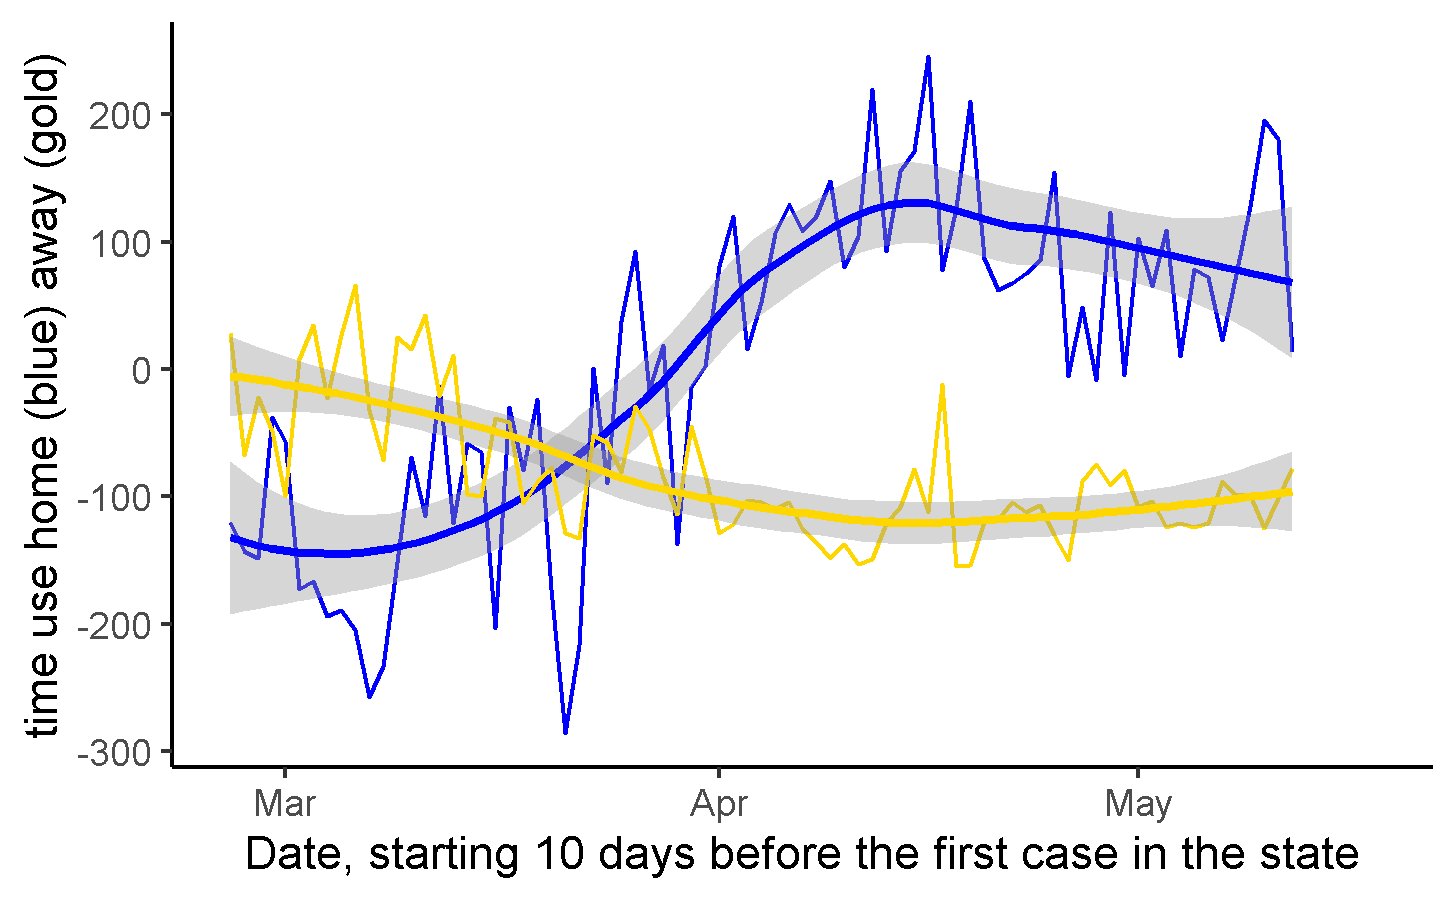 time use home (blue) away (gold)
200
100
0
-100
-200
-300
Mar Apr May
Date, starting 10 days before the first case in the state